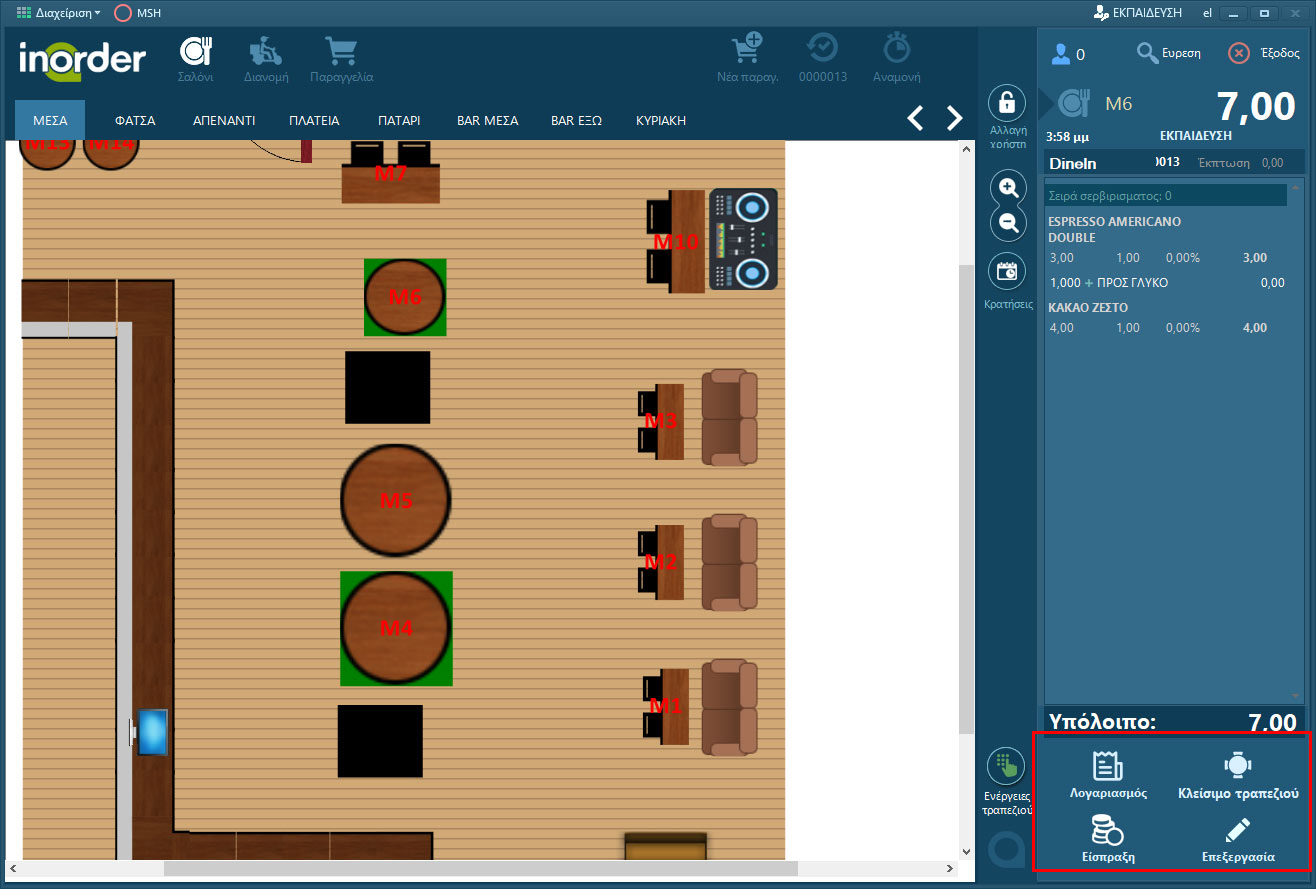 Διαχείριση MSH ΕΚΠΑΙΔΕΥΣΗ el
inorder
Σαλόνι Διανομή Παραγγελία Νέα παραγ. 0000013 Αναμονή
0 Ευρεση Έξοδος
ΜΕΣΑ ΦΑΤΣΑ ΑΠΕΝΑΝΤΙ ΠΛΑΤΕΙΑ ΠΑΤΑΡΙ BAR ΜΕΣΑ BAR ΕΞΩ ΚΥΡΙΑΚΗ
M13 M14
M7
M10
M6
M3
M5
M2
M4
M1
Αλλαγή
χρήστη
Κρατήσεις
Ενέργειες
τραπεζιού
M6 7,00
3:58 μμ ΕΚΠΑΙΔΕΥΣΗ
DineIn 0013 Έκπτωση 0,00
Σειρά σερβιρισματος: 0
ESPRESSO AMERICANO
DOUBLE
3,00 1,00 0,00% 3,00
1,000 + ΠΡΟΣ ΓΛΥΚΟ 0,00
ΚΑΚΑΟ ΖΕΣΤΟ
4,00 1,00 0,00% 4,00
Υπόλοιπο: 7,00
Λογαριασμός Κλείσιμο τραπεζιού
Είσπραξη Επεξεργασία